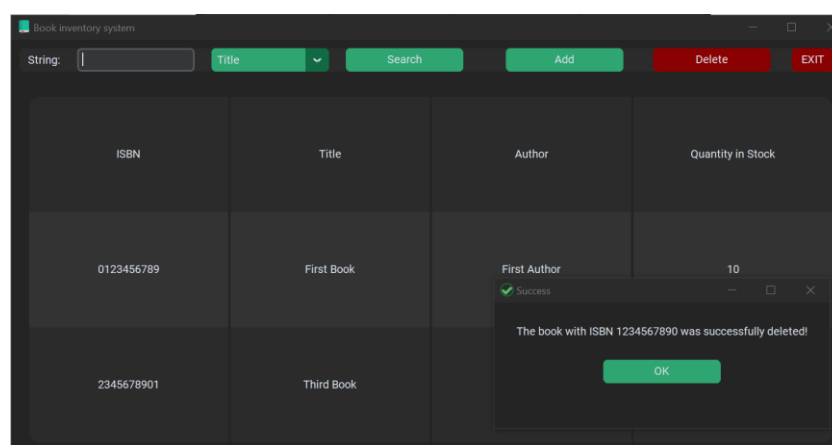 Book inventory system
String: Title Search Add Delete EXIT
ISBN Title Author Quantity in Stock
0123456789 First Book First Author 10
Success
The book with ISBN 1234567890 was successfully deleted!
OK
2345678901 Third Book